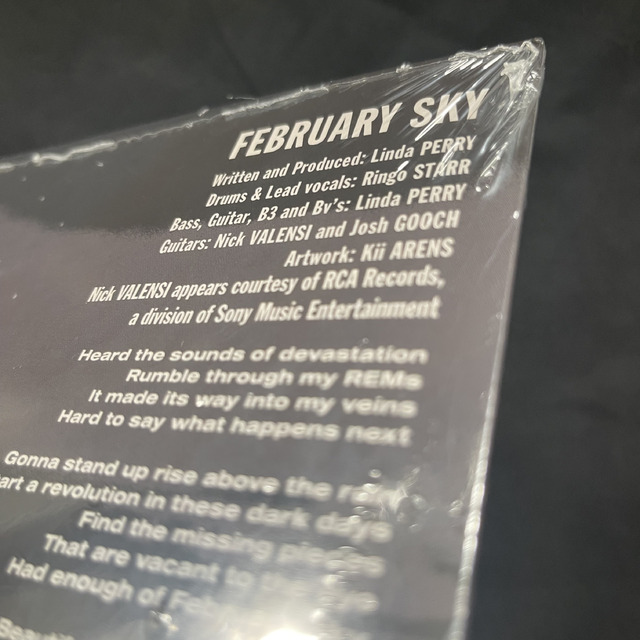 FEBRUARY SKY
Written and Produced: Linda PERRY
Drums & Lead vocals: Ringo STARR
Bass, Guitar, B3 and Bv's: Linda PERRY
Guitars: Nick VALENSI and Josh GOOCH
Artwork: Kii ARENS
Nick VALENSI appears courtesy of RCA Records,
a division of Sony Music Entertainment
Heard the sounds of devastation
Rumble through my REMs
It made its way into my veins
Hard to say what happens next
Gonna stand up rise above the
art a revolution in these dark days
Find the missing pieces
That are vacant to
Had enough of